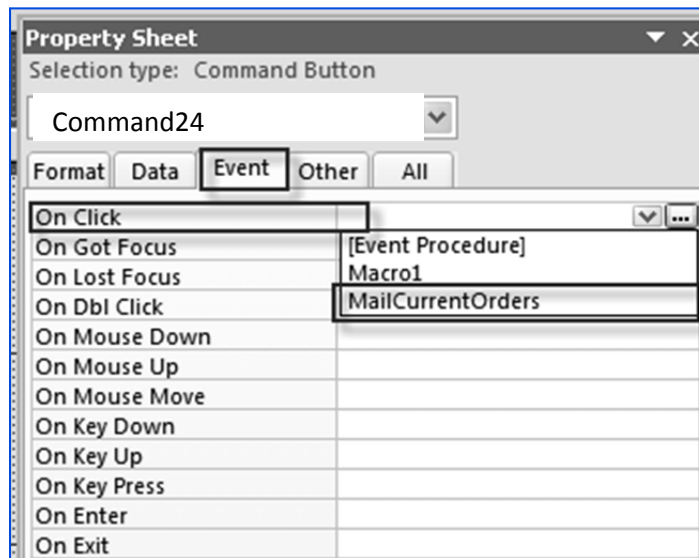 Property Sheet
Selection type: Command Button
Command24
Format Data Event Other All
On Click
[Event Procedure]
On Got Focus
Macro1
On Lost Focus
MailCurrentOrders
On Dbl Click
On Mouse Down
On Mouse Up
On Mouse Move
On Key Down
On Key Up
On Key Press
On Enter
On Exit